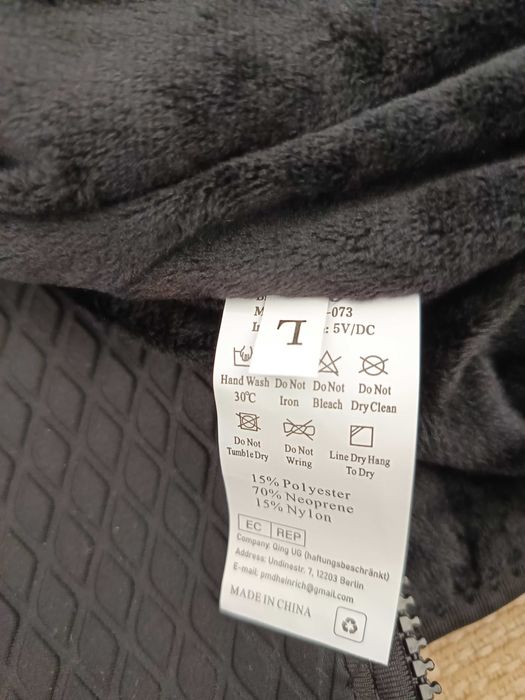 -073
: 5V/DC
L
Hand Wash Do Not Do Not Do Not
30℃ Iron Bleach Dry Clean
Do Not Do Not Line Dry Hang
Tumble Dry Wring To Dry
15% Polyester
70% Neoprene
15% Nylon
EC REP
Company: Qing UG (haftungsbeschränkt)
Address: Undinestr. 7, 12203 Berlin
E-mail: pmdheinrich@gmail.com
MADE IN CHINA